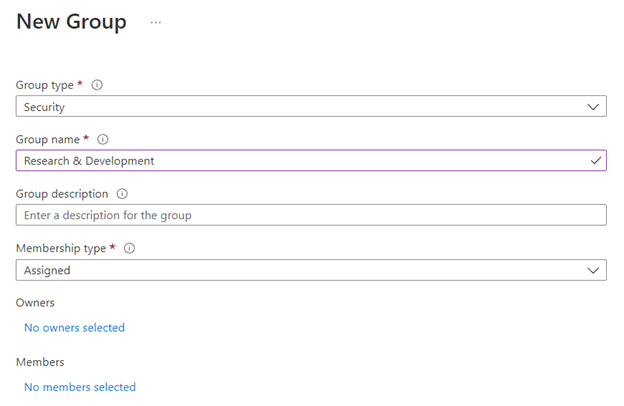 New Group ...
Group type *
Security
Group name *
Research & Development
Group description
Enter a description for the group
Membership type *
Assigned
Owners
No owners selected
Members
No members selected